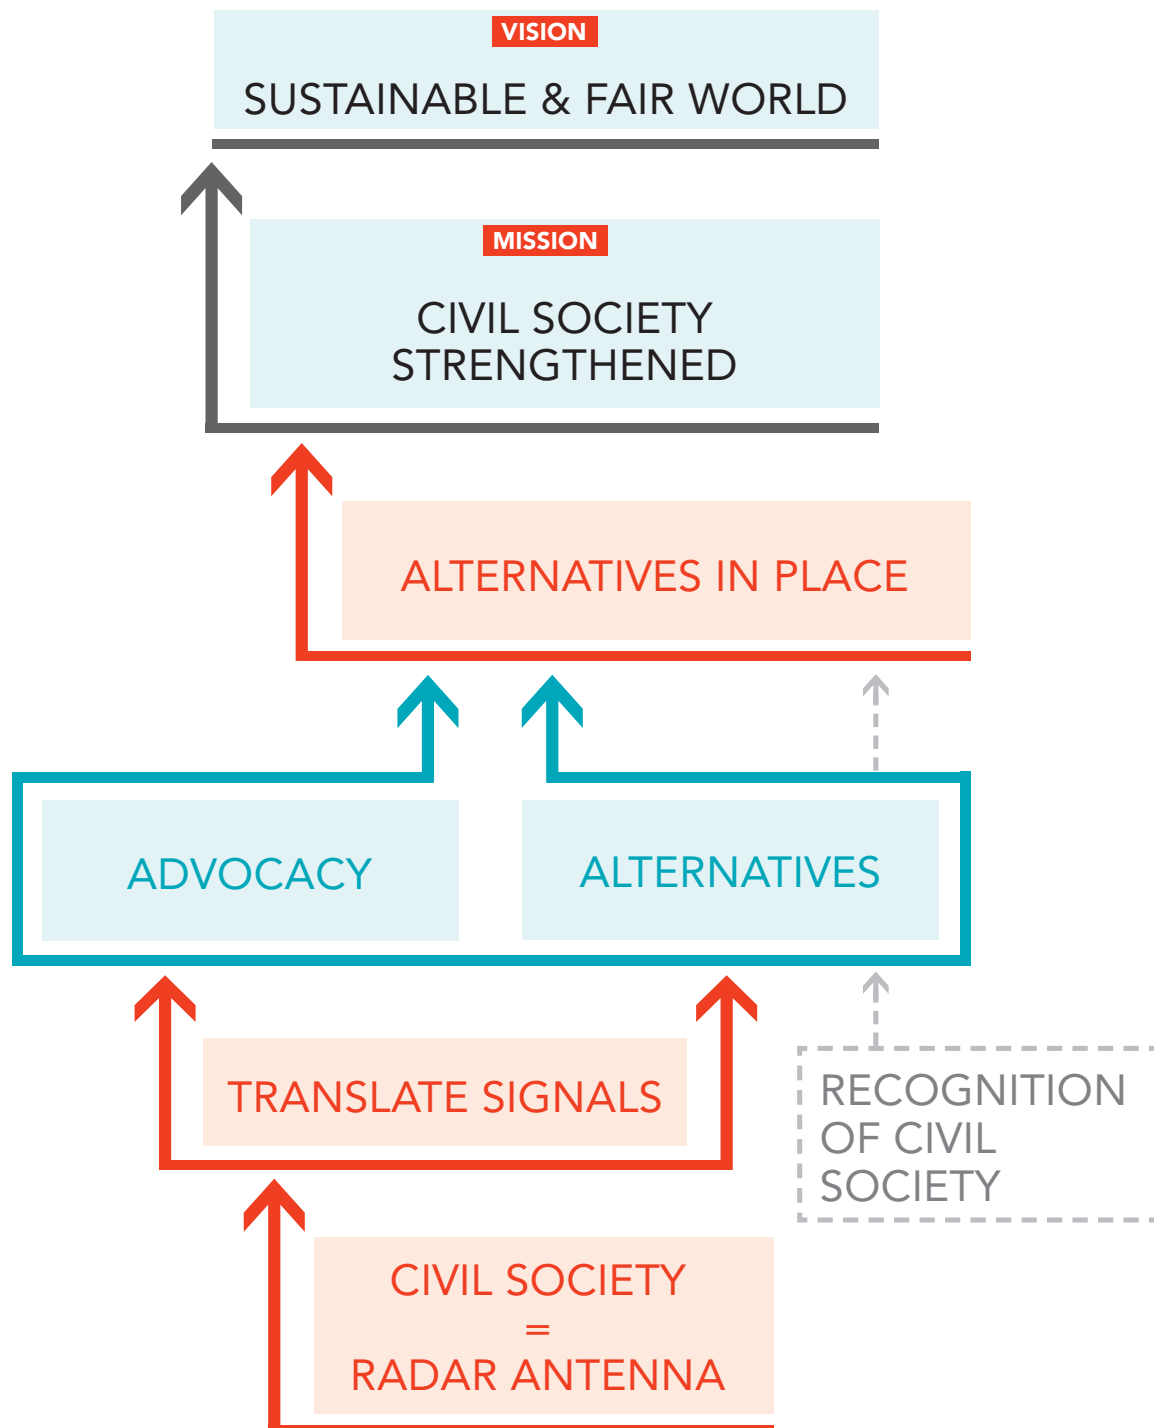 VISION
SUSTAINABLE & FAIR WORLD
MISSION
CIVIL SOCIETY
STRENGTHENED
ALTERNATIVES IN PLACE
ADVOCACY
ALTERNATIVES
TRANSLATE SIGNALS
RECOGNITION
OF CIVIL
SOCIETY
CIVIL SOCIETY
=
RADAR ANTENNA